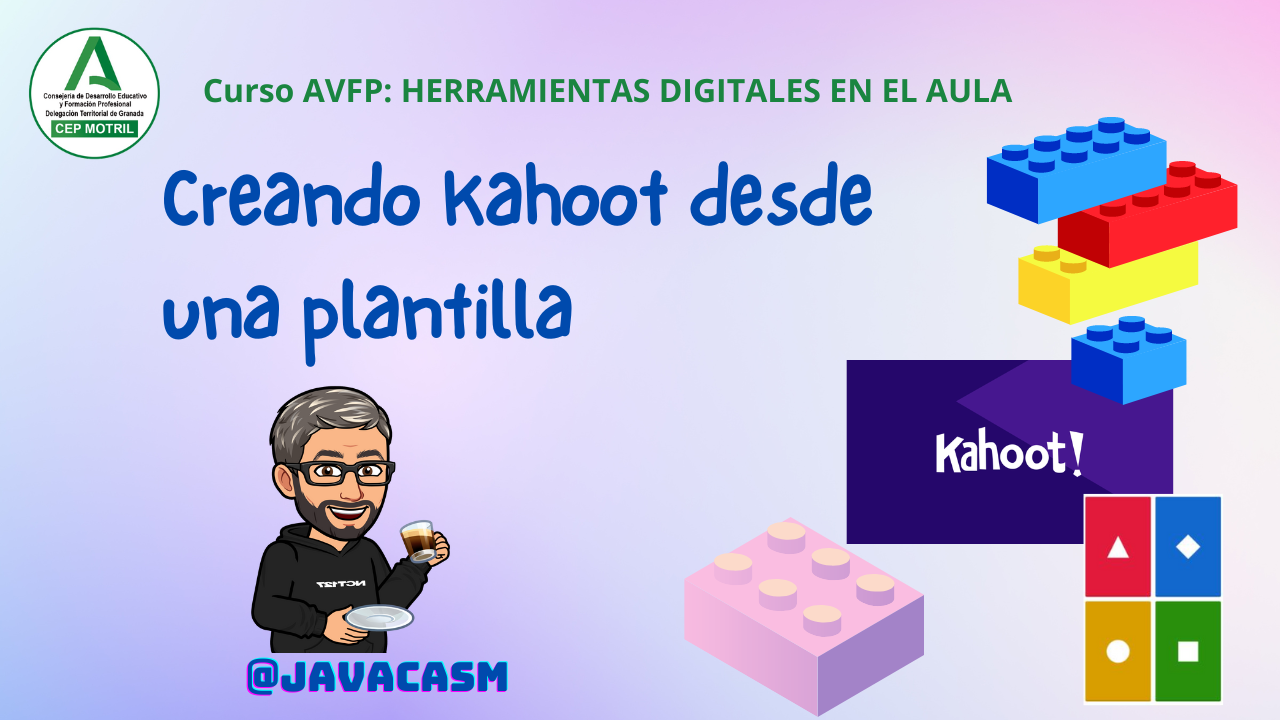 Consejería de Desarrollo Educativo
y Formación Profesional
Delegación Territorial de Granada
CEP MOTRIL
Curso AVFP: HERRAMIENTAS DIGITALES EN EL AULA
Creando Kahoot desde
una plantilla
Kahoot!
NCT127
@JAVACASM